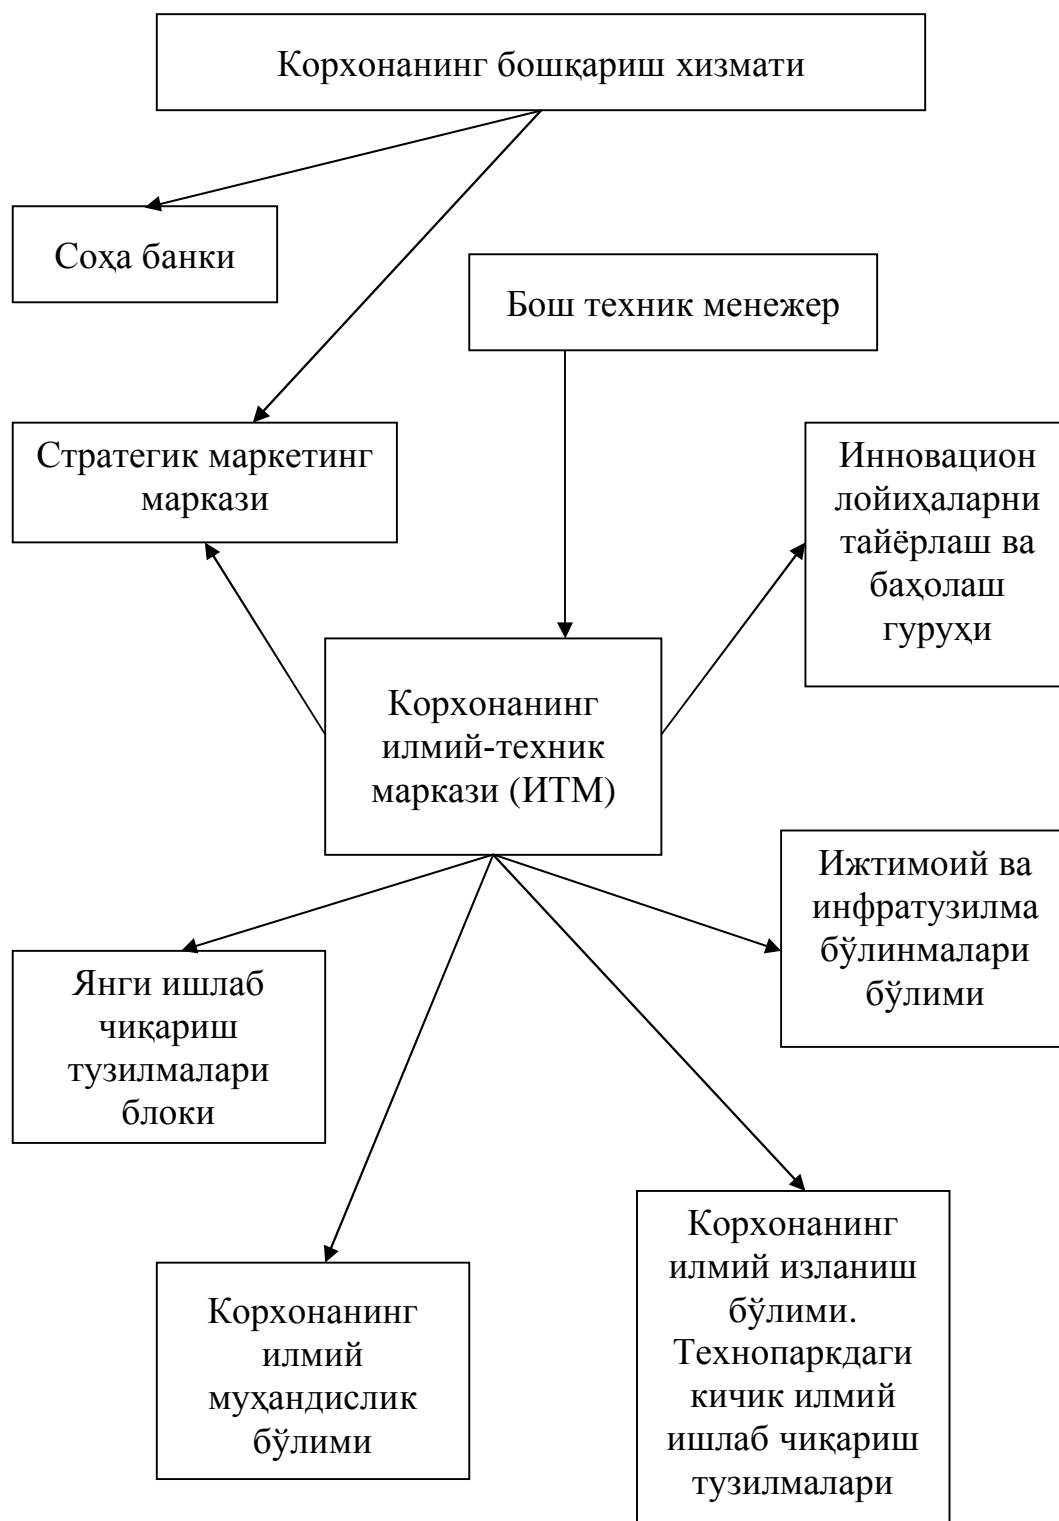 Корхонанинг бошқариш хизмати
Соҳа банки
Бош техник менежер
Стратегик маркетинг
маркази
Инновацион
лойиҳаларни
тайёрлаш ва
баҳолаш
гуруҳи
Корхонанинг
илмий-техник
маркази (ИТМ)
Ижтимоий ва
инфратузилма
бўлинмалари
бўлими
Янги ишлаб
чиқариш
тузилмалари
блоки
Корхонанинг
илмий
муҳандислик
бўлими
Корхонанинг
илмий изланиш
бўлими.
Технопаркдаги
кичик илмий
ишлаб чиқариш
тузилмалари